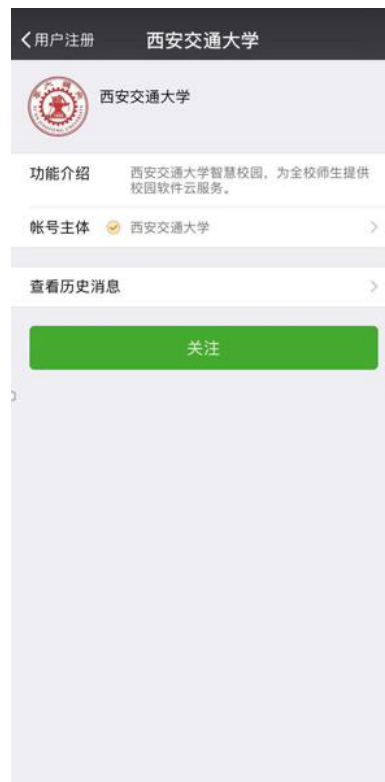 用户注册
西安交通大学
西安交通大学
功能介绍
西安交通大学智慧校园，为全校师生提供
校园软件云服务。
帐号主体
西安交通大学
查看历史消息
关注